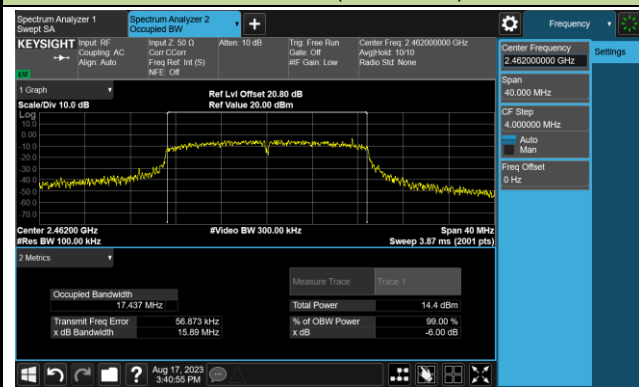 Spectrum Analyzer 1
Swept SA
Spectrum Analyzer 2
Occupied BW
Frequency
KEYSIGHT
Input: RF
Coupling: AC
Align: Auto
Input Z: 50 Ω
Corr CCorr
Freq Ref: Int (S)
NFE: Off
Atten: 10 dB
Trig: Free Run
Gate: Off
#IF Gain: Low
Center Freq: 2.462000000 GHz
Avg|Hold: 10/10
Radio Std: None
Center Frequency
2.462000000 GHz
Settings
Span
40.000 MHz
CF Step
4.000000 MHz
Auto
Man
Freq Offset
0 Hz
1 Graph
Scale/Div 10.0 dB
Ref Lvl Offset 20.80 dB
Ref Value 20.00 dBm
Log
10.0
0.00
-10.0
-20.0
-30.0
-40.0
-50.0
-60.0
-70.0
Center 2.46200 GHz
#Res BW 100.00 kHz
#Video BW 300.00 kHz
Span 40 MHz
Sweep 3.87 ms (2001 pts)
2 Metrics
Measure Trace
Trace 1
Occupied Bandwidth
17.437 MHz
Total Power
14.4 dBm
Transmit Freq Error
56.873 kHz
% of OBW Power
99.00 %
x dB Bandwidth
15.89 MHz
x dB
-6.00 dB
Aug 17, 2023
3:40:55 PM